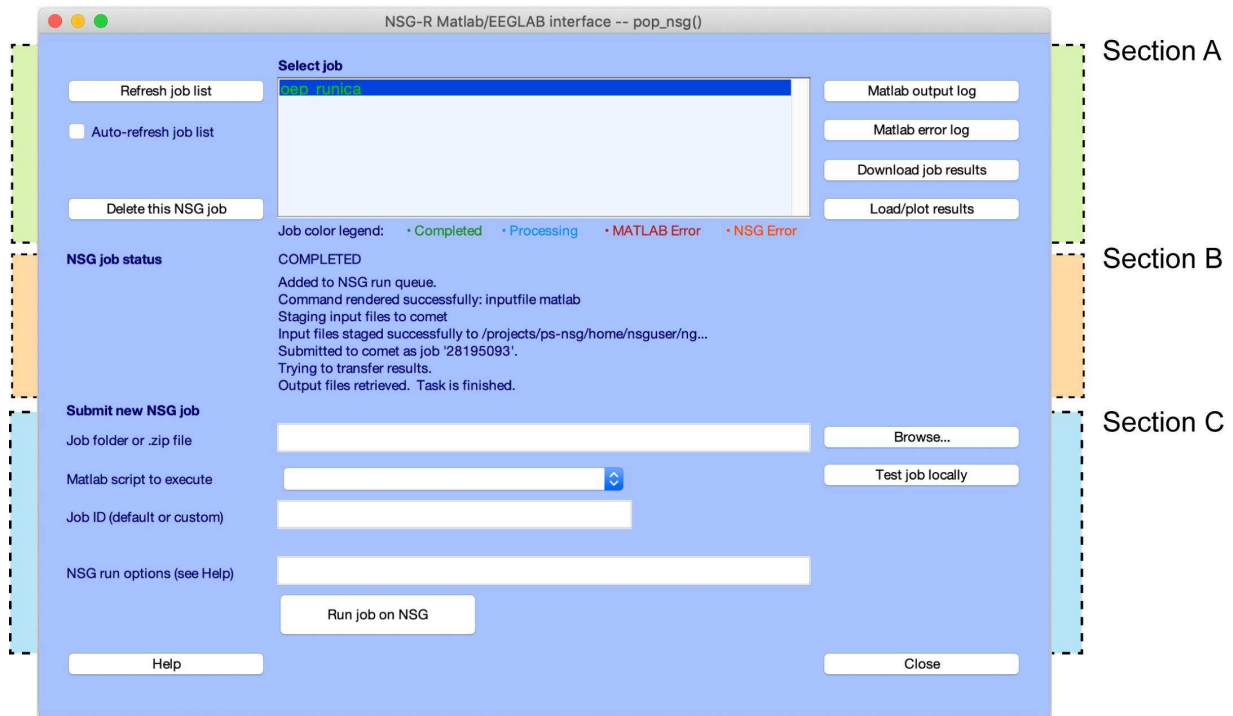 NSG-R Matlab/EEGLAB interface -- pop_nsg()
Section A
Select job
Refresh job list
oep_runica
Matlab output log
Auto-refresh job list
Matlab error log
Download job results
Delete this NSG job
Load/plot results
Job color legend: • Completed • Processing • MATLAB Error • NSG Error
Section B
NSG job status
COMPLETED
Added to NSG run queue.
Command rendered successfully: inputfile matlab
Staging input files to comet
Input files staged successfully to /projects/ps-nsg/home/nsguser/ng...
Submitted to comet as job '28195093'.
Trying to transfer results.
Output files retrieved. Task is finished.
Section C
Submit new NSG job
Job folder or .zip file
Browse...
Matlab script to execute
Test job locally
Job ID (default or custom)
NSG run options (see Help)
Run job on NSG
Help
Close